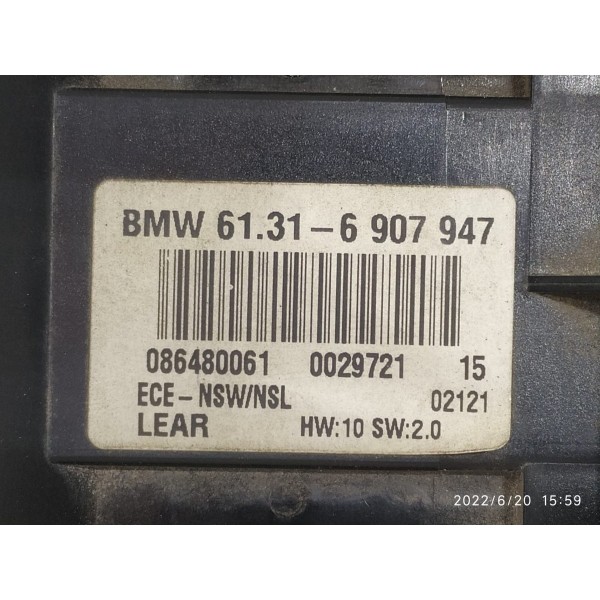 BMW 61.31-6 907 947
086480061 0029721 15
ECE-NSW/NSL 02121
LEAR HW:10 SW:2.0
2022/6/20 15:59